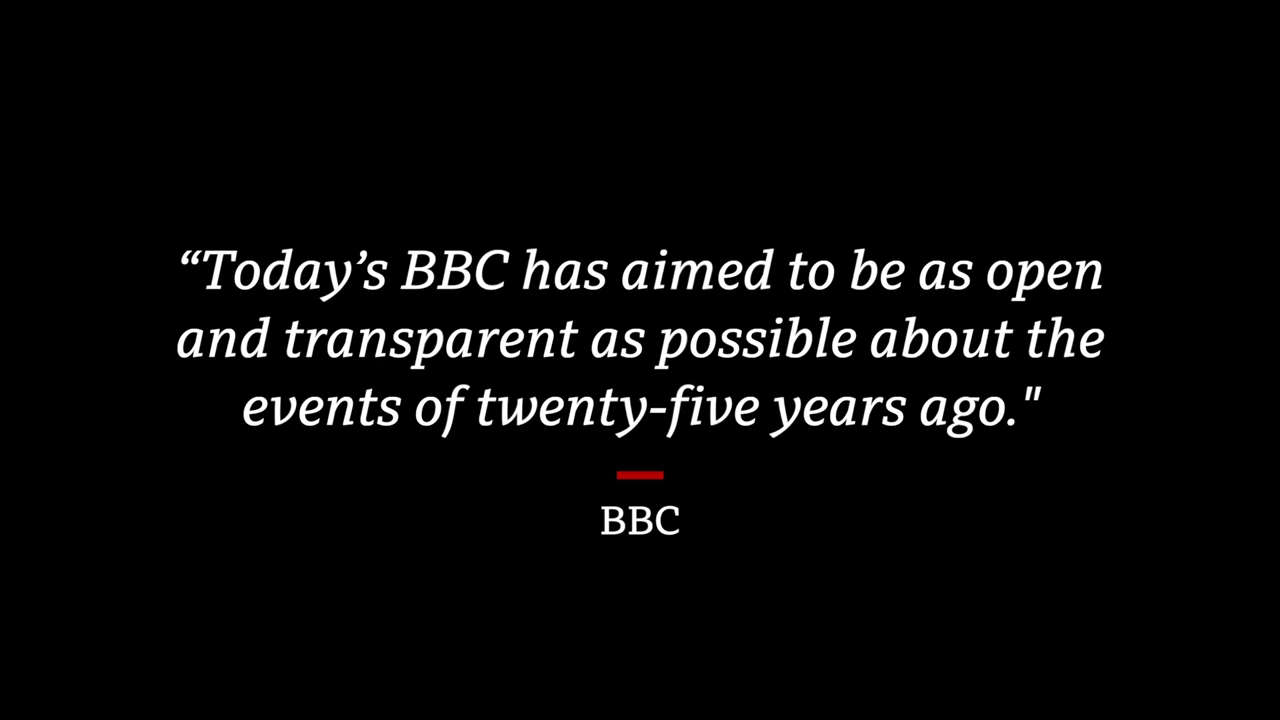 “Today’s BBC has aimed to be as open
and transparent as possible about the
events of twenty-five years ago."
BBC